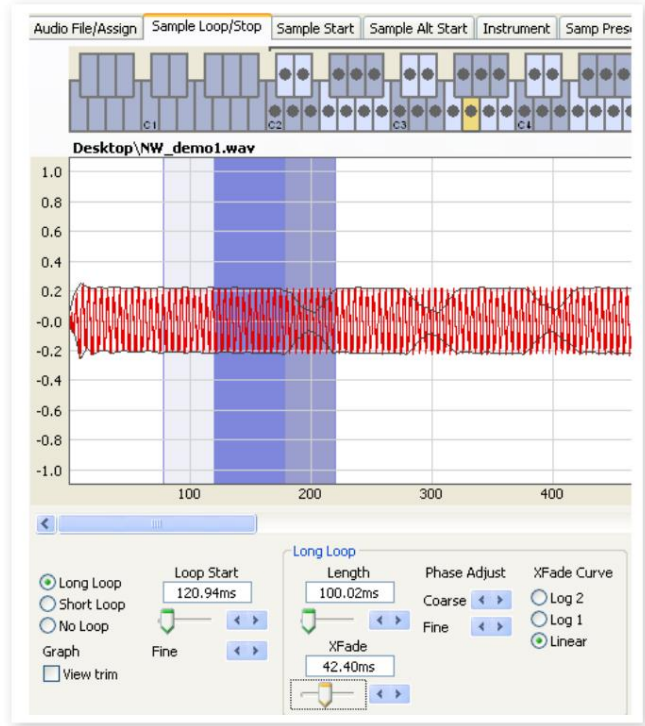 Audio File/Assign Sample Loop/Stop Sample Start Sample Alt Start Instrument Samp Pres
C1 C2 C3 C4
Desktop\NW_demo1.wav
1.0
0.8
0.6
0.4
0.2
-0.0
-0.2
-0.4
-0.6
-0.8
-1.0
100 200 300 400
Long Loop
Short Loop
No Loop
Graph
View trim
Loop Start
120.94ms
Fine
Long Loop
Length
100.02ms
XFade
42.40ms
Phase Adjust
Coarse
Fine
XFade Curve
Log 2
Log 1
Linear